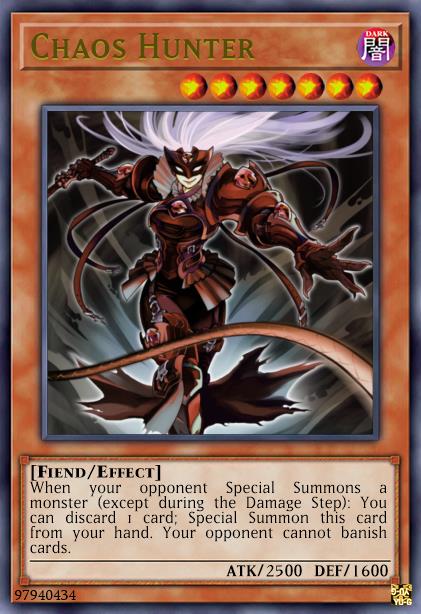 CHAOS HUNTER
DARK
闇
[FIEND/EFFECT]
When your opponent Special Summons a
monster (except during the Damage Step): You
can discard 1 card; Special Summon this card
from your hand. Your opponent cannot banish
cards.
ATK/2500 DEF/1600
97940434